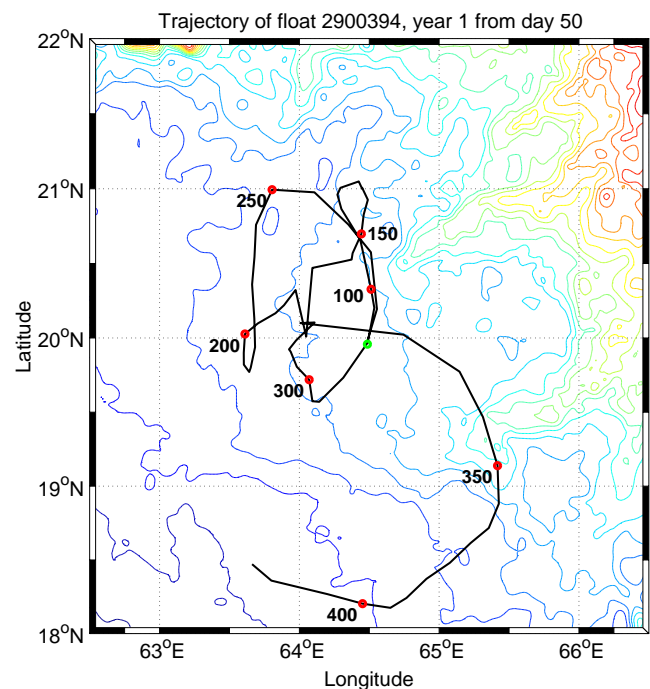 Trajectory of float 2900394, year 1 from day 50
22°N
21°N
20°N
19°N
18°N
Latitude
250
150
100
200
300
350
400
63°E 64°E 65°E 66°E
Longitude